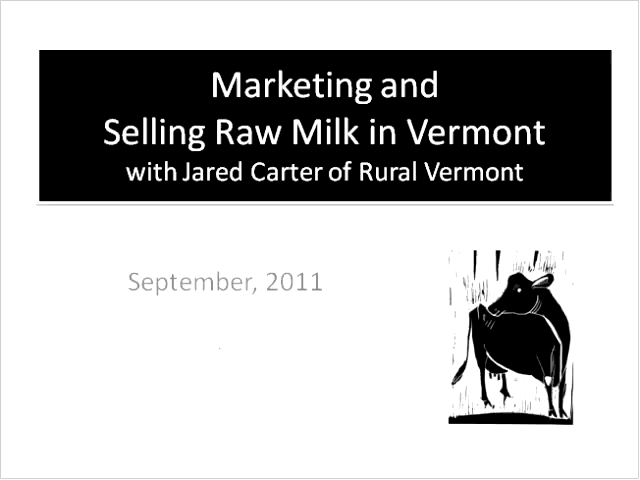 Marketing and
Selling Raw Milk in Vermont
with Jared Carter of Rural Vermont
September, 2011